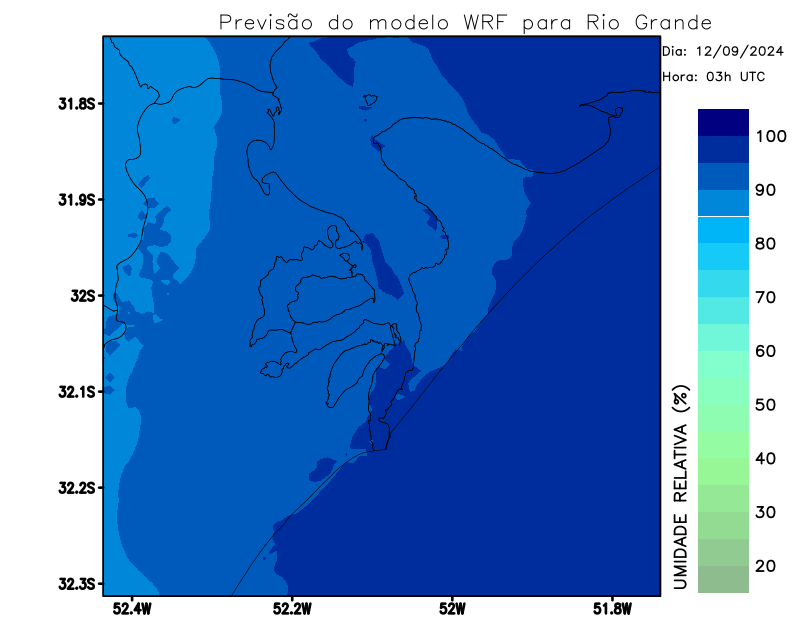 Previsão do modelo WRF para Rio Grande
Dia: 12/09/2024
Hora: 03h UTC
31.8S
31.9S
32S
32.1S
32.2S
32.3S
52.4W
52.2W
52W
51.8W
UMIDADE RELATIVA (%)
100
90
80
70
60
50
40
30
20